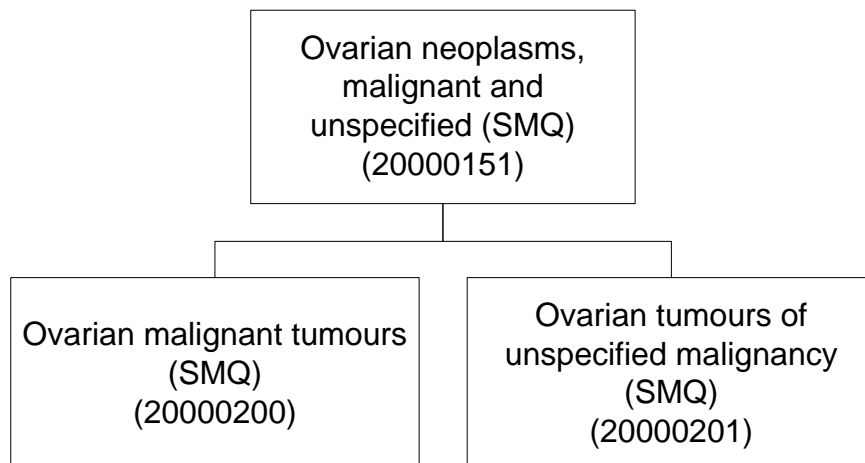 Ovarian neoplasms,
malignant and
unspecified (SMQ)
(20000151)
Ovarian malignant tumours
(SMQ)
(20000200)
Ovarian tumours of
unspecified malignancy
(SMQ)
(20000201)